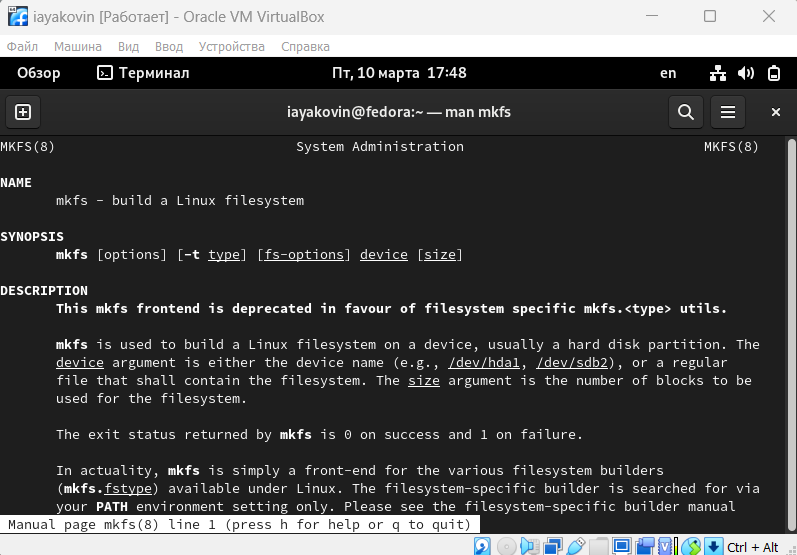 iayakovin [Работает] - Oracle VM VirtualBox
Файл Машина Вид Ввод Устройства Справка
Обзор Терминал Пт, 10 марта 17:48 en
iayakovin@fedora:~ — man mkfs
MKFS(8) System Administration MKFS(8)
NAME
mkfs - build a Linux filesystem
SYNOPSIS
mkfs [options] [-t type] [fs-options] device [size]
DESCRIPTION
This mkfs frontend is deprecated in favour of filesystem specific mkfs.<type> utils.
mkfs is used to build a Linux filesystem on a device, usually a hard disk partition. The
device argument is either the device name (e.g., /dev/hda1, /dev/sdb2), or a regular
file that shall contain the filesystem. The size argument is the number of blocks to be
used for the filesystem.
The exit status returned by mkfs is 0 on success and 1 on failure.
In actuality, mkfs is simply a front-end for the various filesystem builders
(mkfs.fstype) available under Linux. The filesystem-specific builder is searched for via
your PATH environment setting only. Please see the filesystem-specific builder manual
Manual page mkfs(8) line 1 (press h for help or q to quit)
Ctrl + Alt